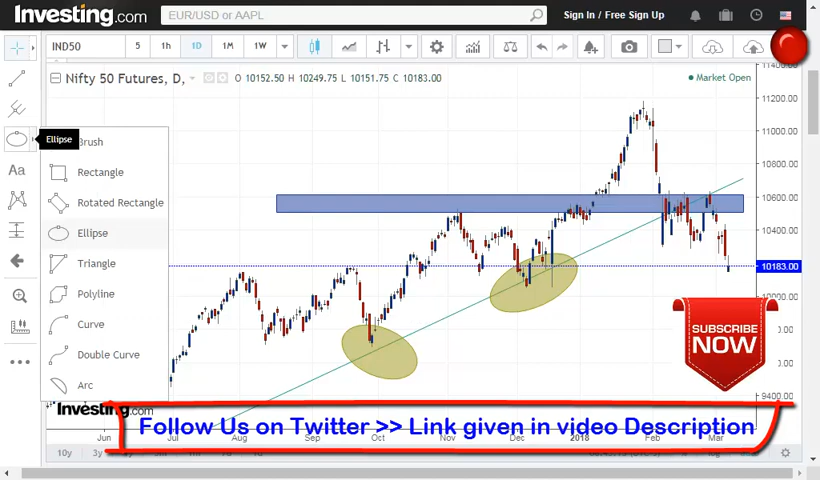 Investing.com
EUR/USD or AAPL
Sign In / Free Sign Up
IND50
5
1h
1D
1M
1W
Nifty 50 Futures, D,
O 10152.50 H 10249.75 L 10151.75 C 10183.00
Market Open
11400.00
11200.00
10800.00
10600.00
10400.00
10183.00
10000.00
9400.00
Ellipse
Brush
Rectangle
Rotated Rectangle
Ellipse
Triangle
Polyline
Curve
Double Curve
Arc
Aa
SUBSCRIBE
NOW
Investing.com
Follow Us on Twitter >> Link given in video Description
Jun
Jul
Aug
Sep
Oct
Nov
Dec
2018
Feb
Mar
10y
3y